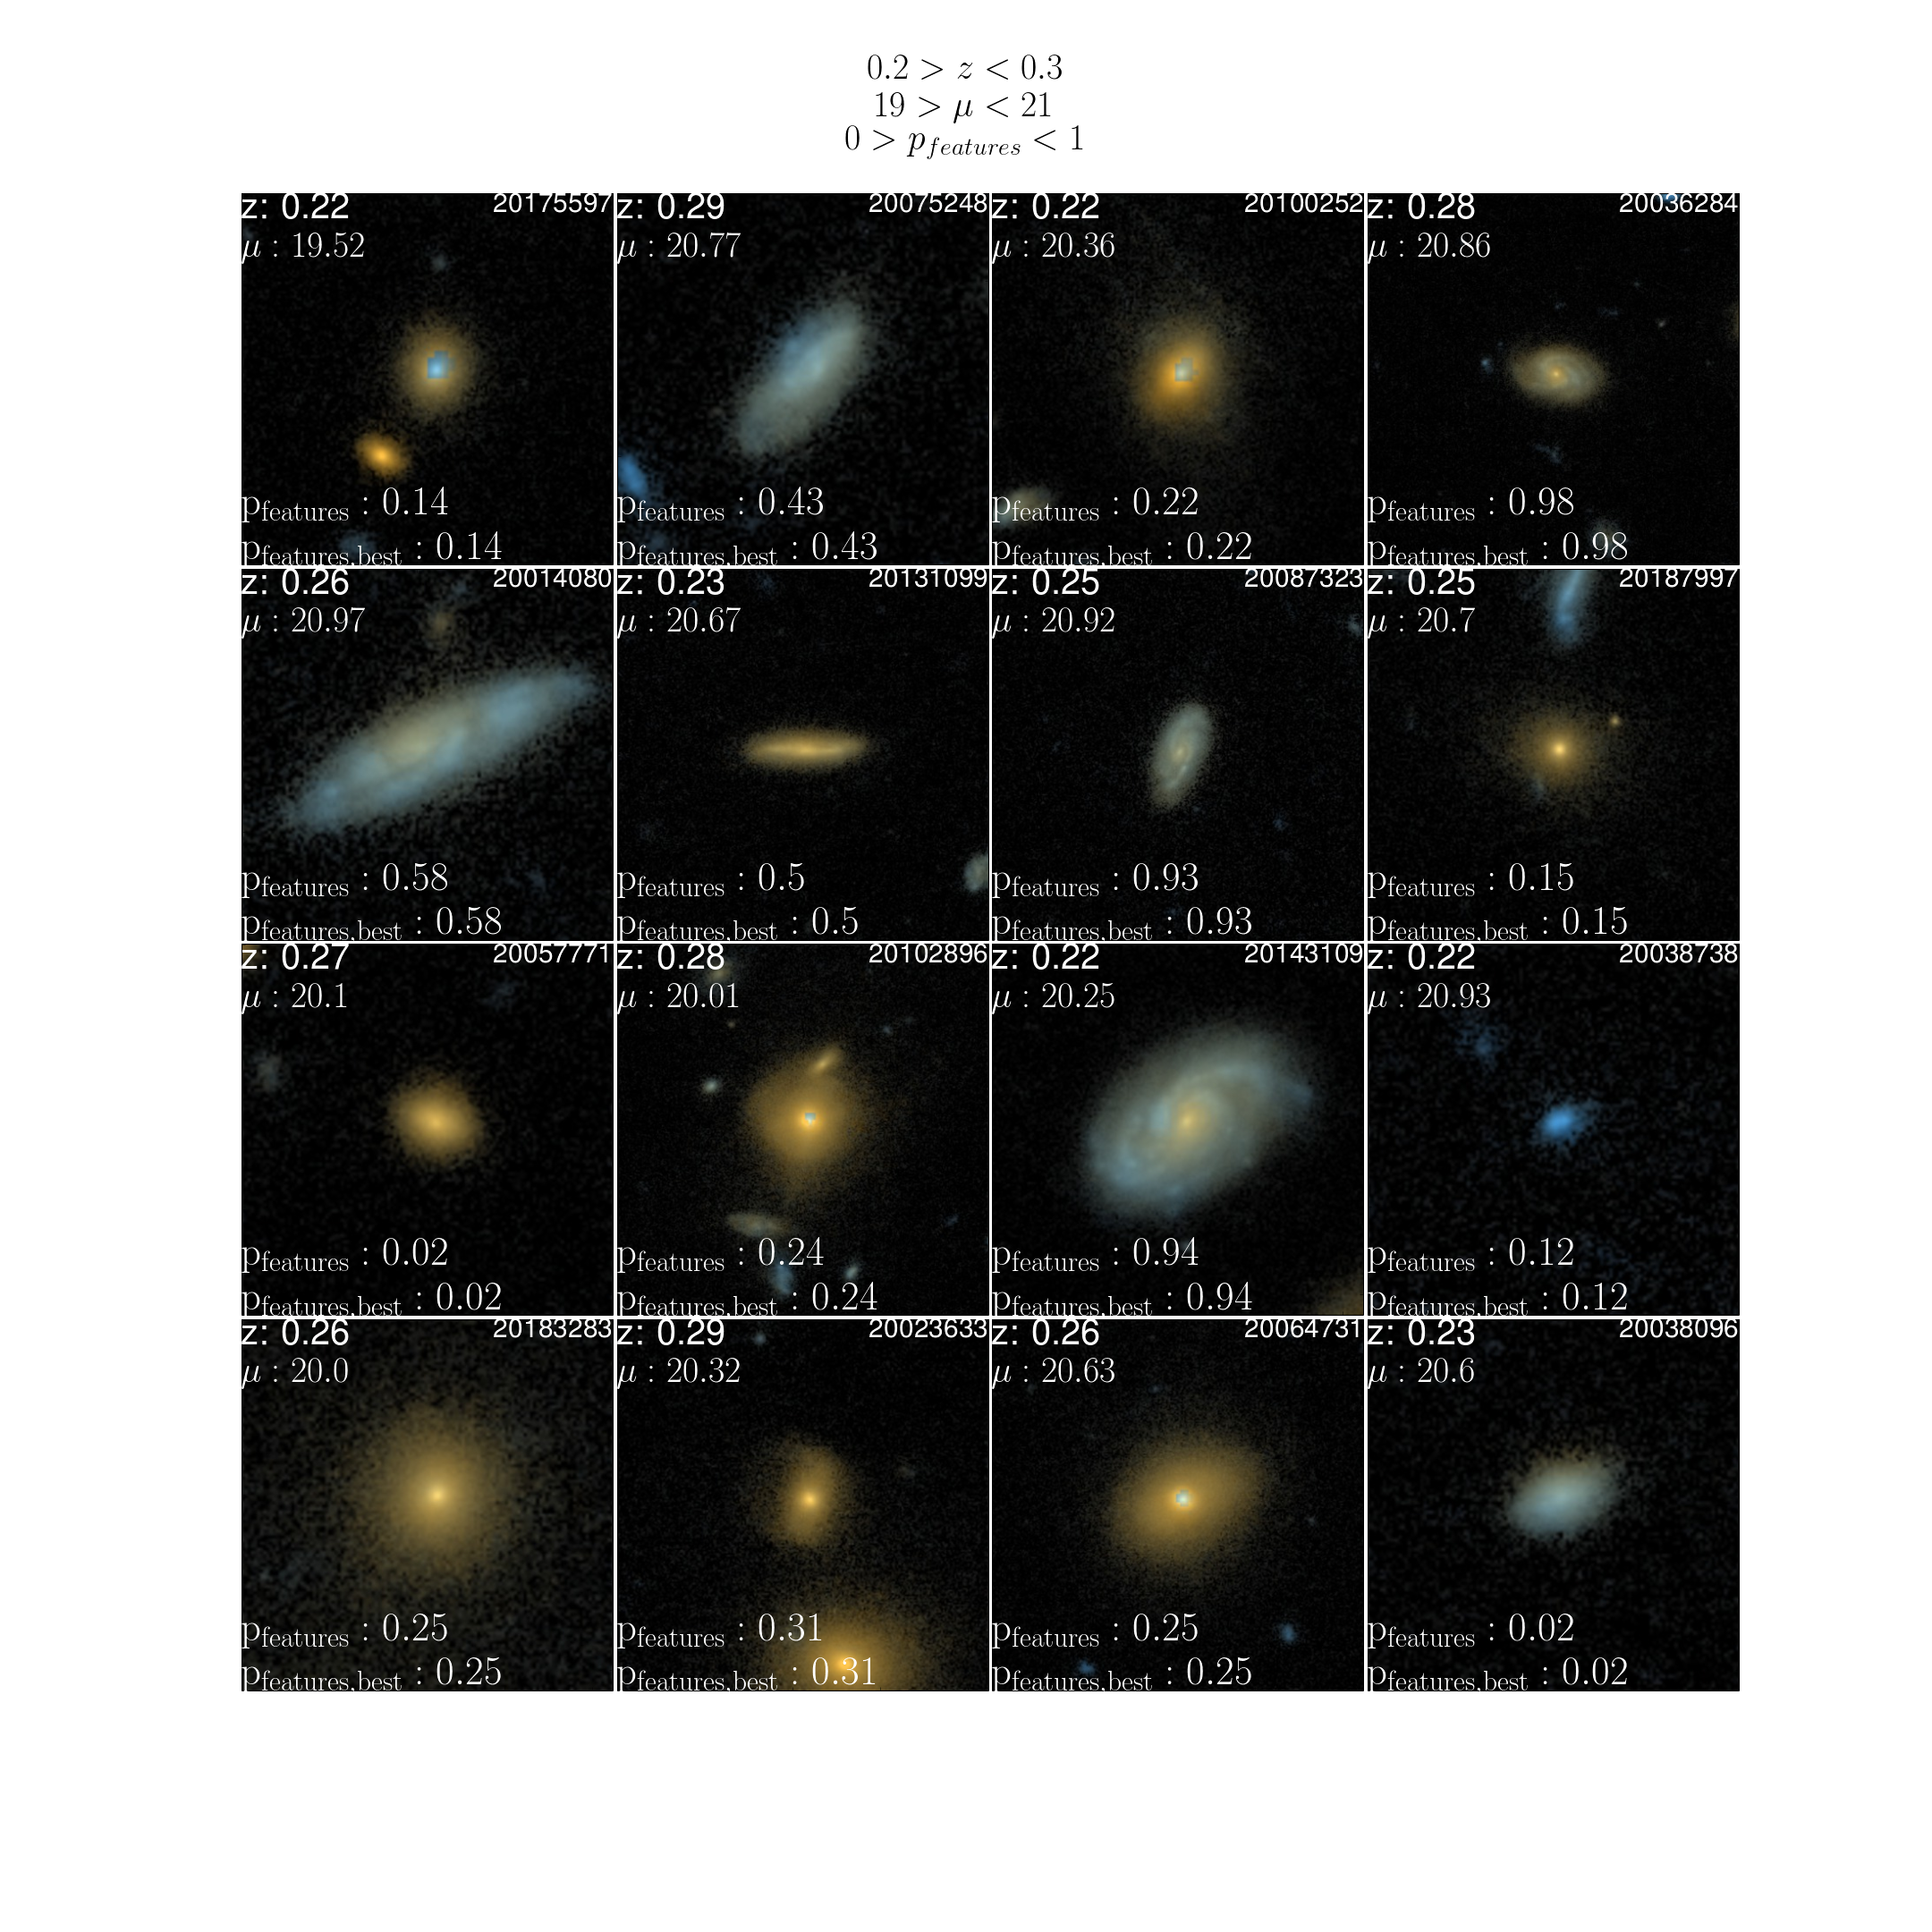 0.2 > z < 0.3
19 > μ < 21
0 > p_features < 1
z: 0.22 20175597
μ : 19.52
p_features : 0.14
p_features,best : 0.14
z: 0.29 20075248
μ : 20.77
p_features : 0.43
p_features,best : 0.43
z: 0.22 20100252
μ : 20.36
p_features : 0.22
p_features,best : 0.22
z: 0.28 20036284
μ : 20.86
p_features : 0.98
p_features,best : 0.98
z: 0.26 20014080
μ : 20.97
p_features : 0.58
p_features,best : 0.58
z: 0.23 20131099
μ : 20.67
p_features : 0.5
p_features,best : 0.5
z: 0.25 20087323
μ : 20.92
p_features : 0.93
p_features,best : 0.93
z: 0.25 20187997
μ : 20.7
p_features : 0.15
p_features,best : 0.15
z: 0.27 20057771
μ : 20.1
p_features : 0.02
p_features,best : 0.02
z: 0.28 20102896
μ : 20.01
p_features : 0.24
p_features,best : 0.24
z: 0.22 20143109
μ : 20.25
p_features : 0.94
p_features,best : 0.94
z: 0.22 20038738
μ : 20.93
p_features : 0.12
p_features,best : 0.12
z: 0.26 20183283
μ : 20.0
p_features : 0.25
p_features,best : 0.25
z: 0.29 20023633
μ : 20.32
p_features : 0.31
p_features,best : 0.31
z: 0.26 20064731
μ : 20.63
p_features : 0.25
p_features,best : 0.25
z: 0.23 20038096
μ : 20.6
p_features : 0.02
p_features,best : 0.02